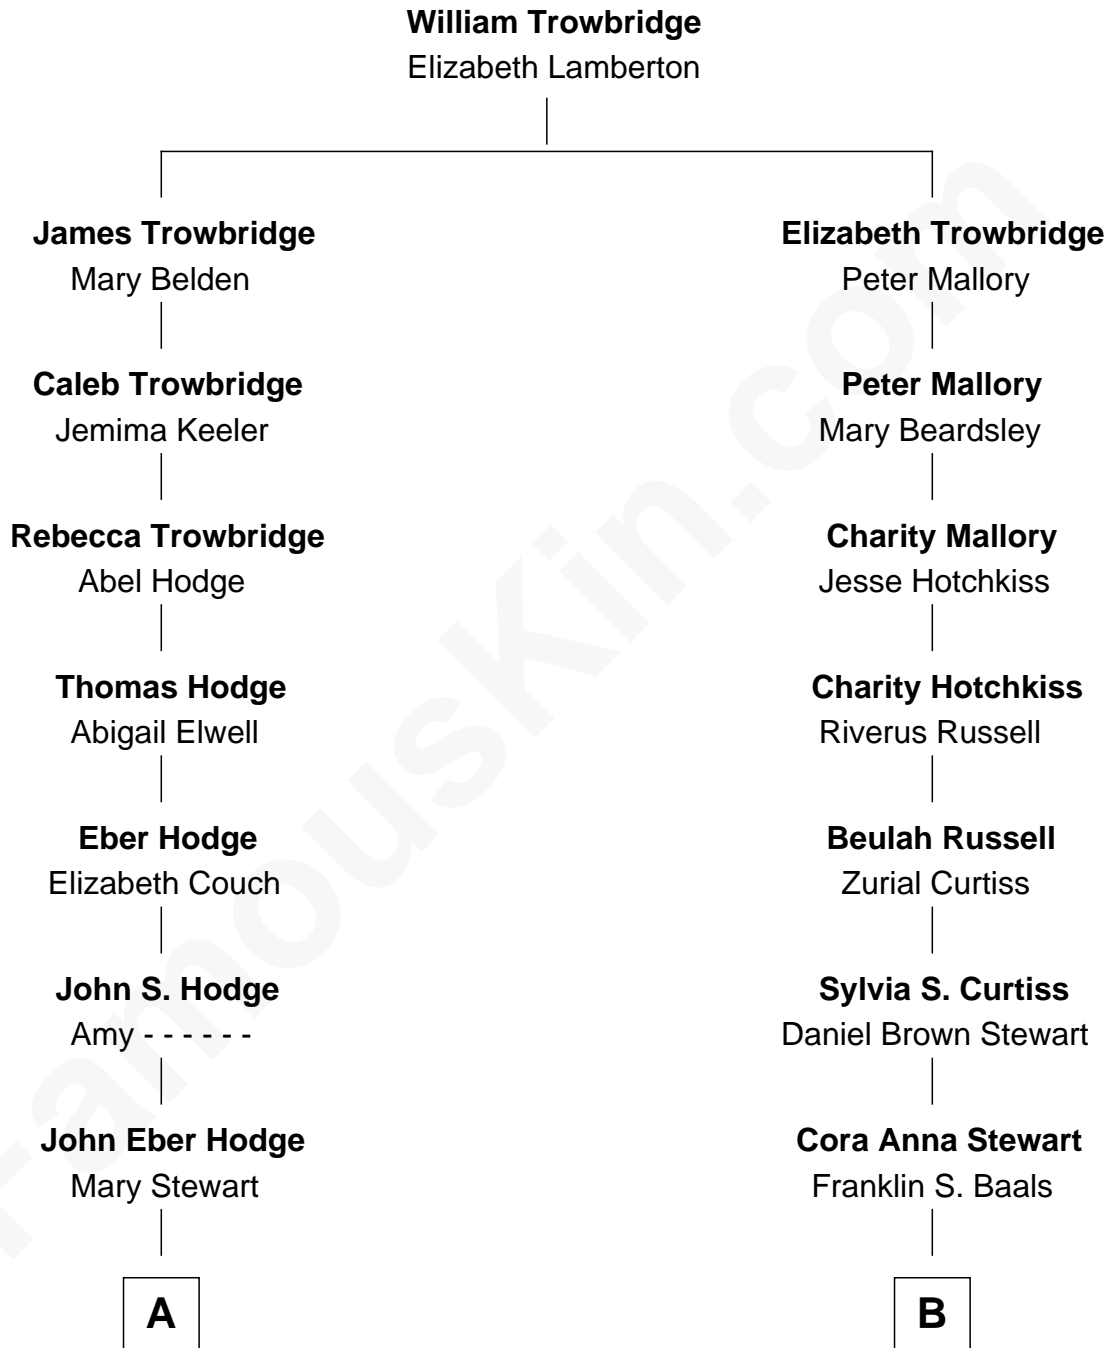 William Trowbridge
Elizabeth Lamberton
James Trowbridge
Mary Belden
Elizabeth Trowbridge
Peter Mallory
Caleb Trowbridge
Jemima Keeler
Peter Mallory
Mary Beardsley
Rebecca Trowbridge
Abel Hodge
Charity Mallory
Jesse Hotchkiss
Thomas Hodge
Abigail Elwell
Charity Hotchkiss
Riverus Russell
Eber Hodge
Elizabeth Couch
Beulah Russell
Zurial Curtiss
John S. Hodge
Amy - - - - - -
Sylvia S. Curtiss
Daniel Brown Stewart
John Eber Hodge
Mary Stewart
Cora Anna Stewart
Franklin S. Baals
A
B
FamousKin.com